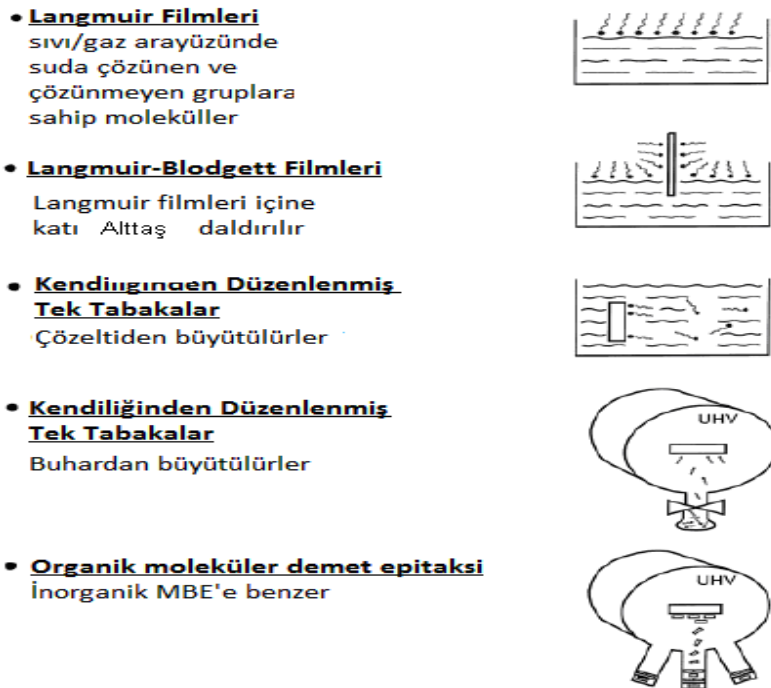 • Langmuir Filmleri
sıvı/gaz arayüzünde
suda çözünen ve
çözünmeyen gruplara
sahip moleküller
• Langmuir-Blodgett Filmleri
Langmuir filmleri içine
katı Alttaş daldırılır
• Kendiliğinden Düzenlenmiş
Tek Tabakalar
Çözeltiden büyütülürler
• Kendiliğinden Düzenlenmiş
Tek Tabakalar
Buhardan büyütülürler
UHV
• Organik moleküler demet epitaksi
İnorganik MBE'e benzer
UHV